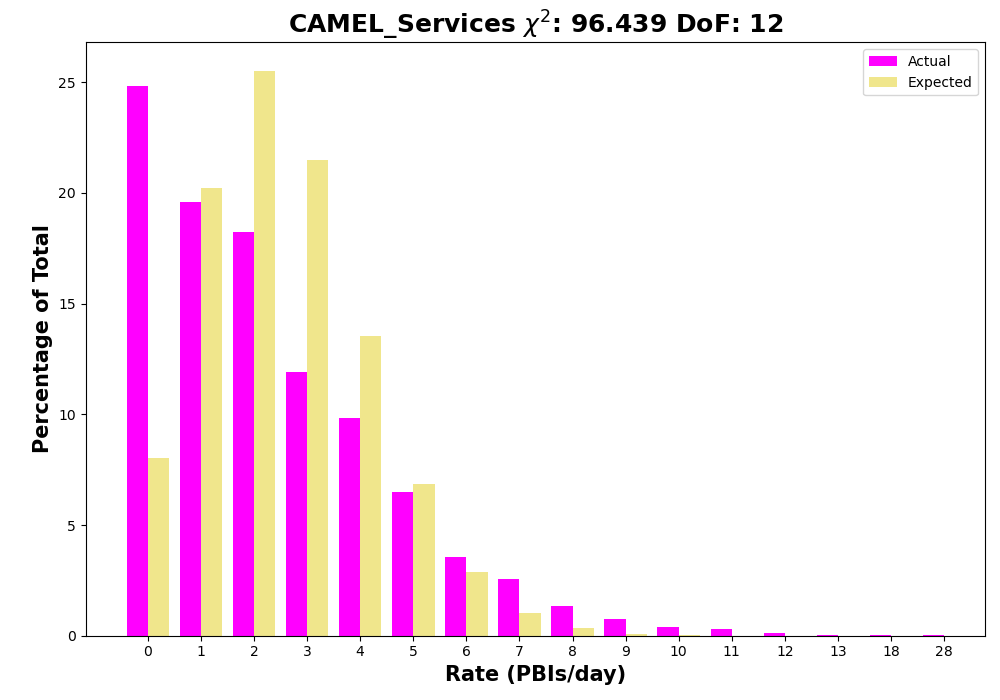 CAMEL_Services χ²: 96.439 DoF: 12
Actual
Expected
Percentage of Total
25
20
15
10
5
0
0 1 2 3 4 5 6 7 8 9 10 11 12 13 18 28
Rate (PBIs/day)